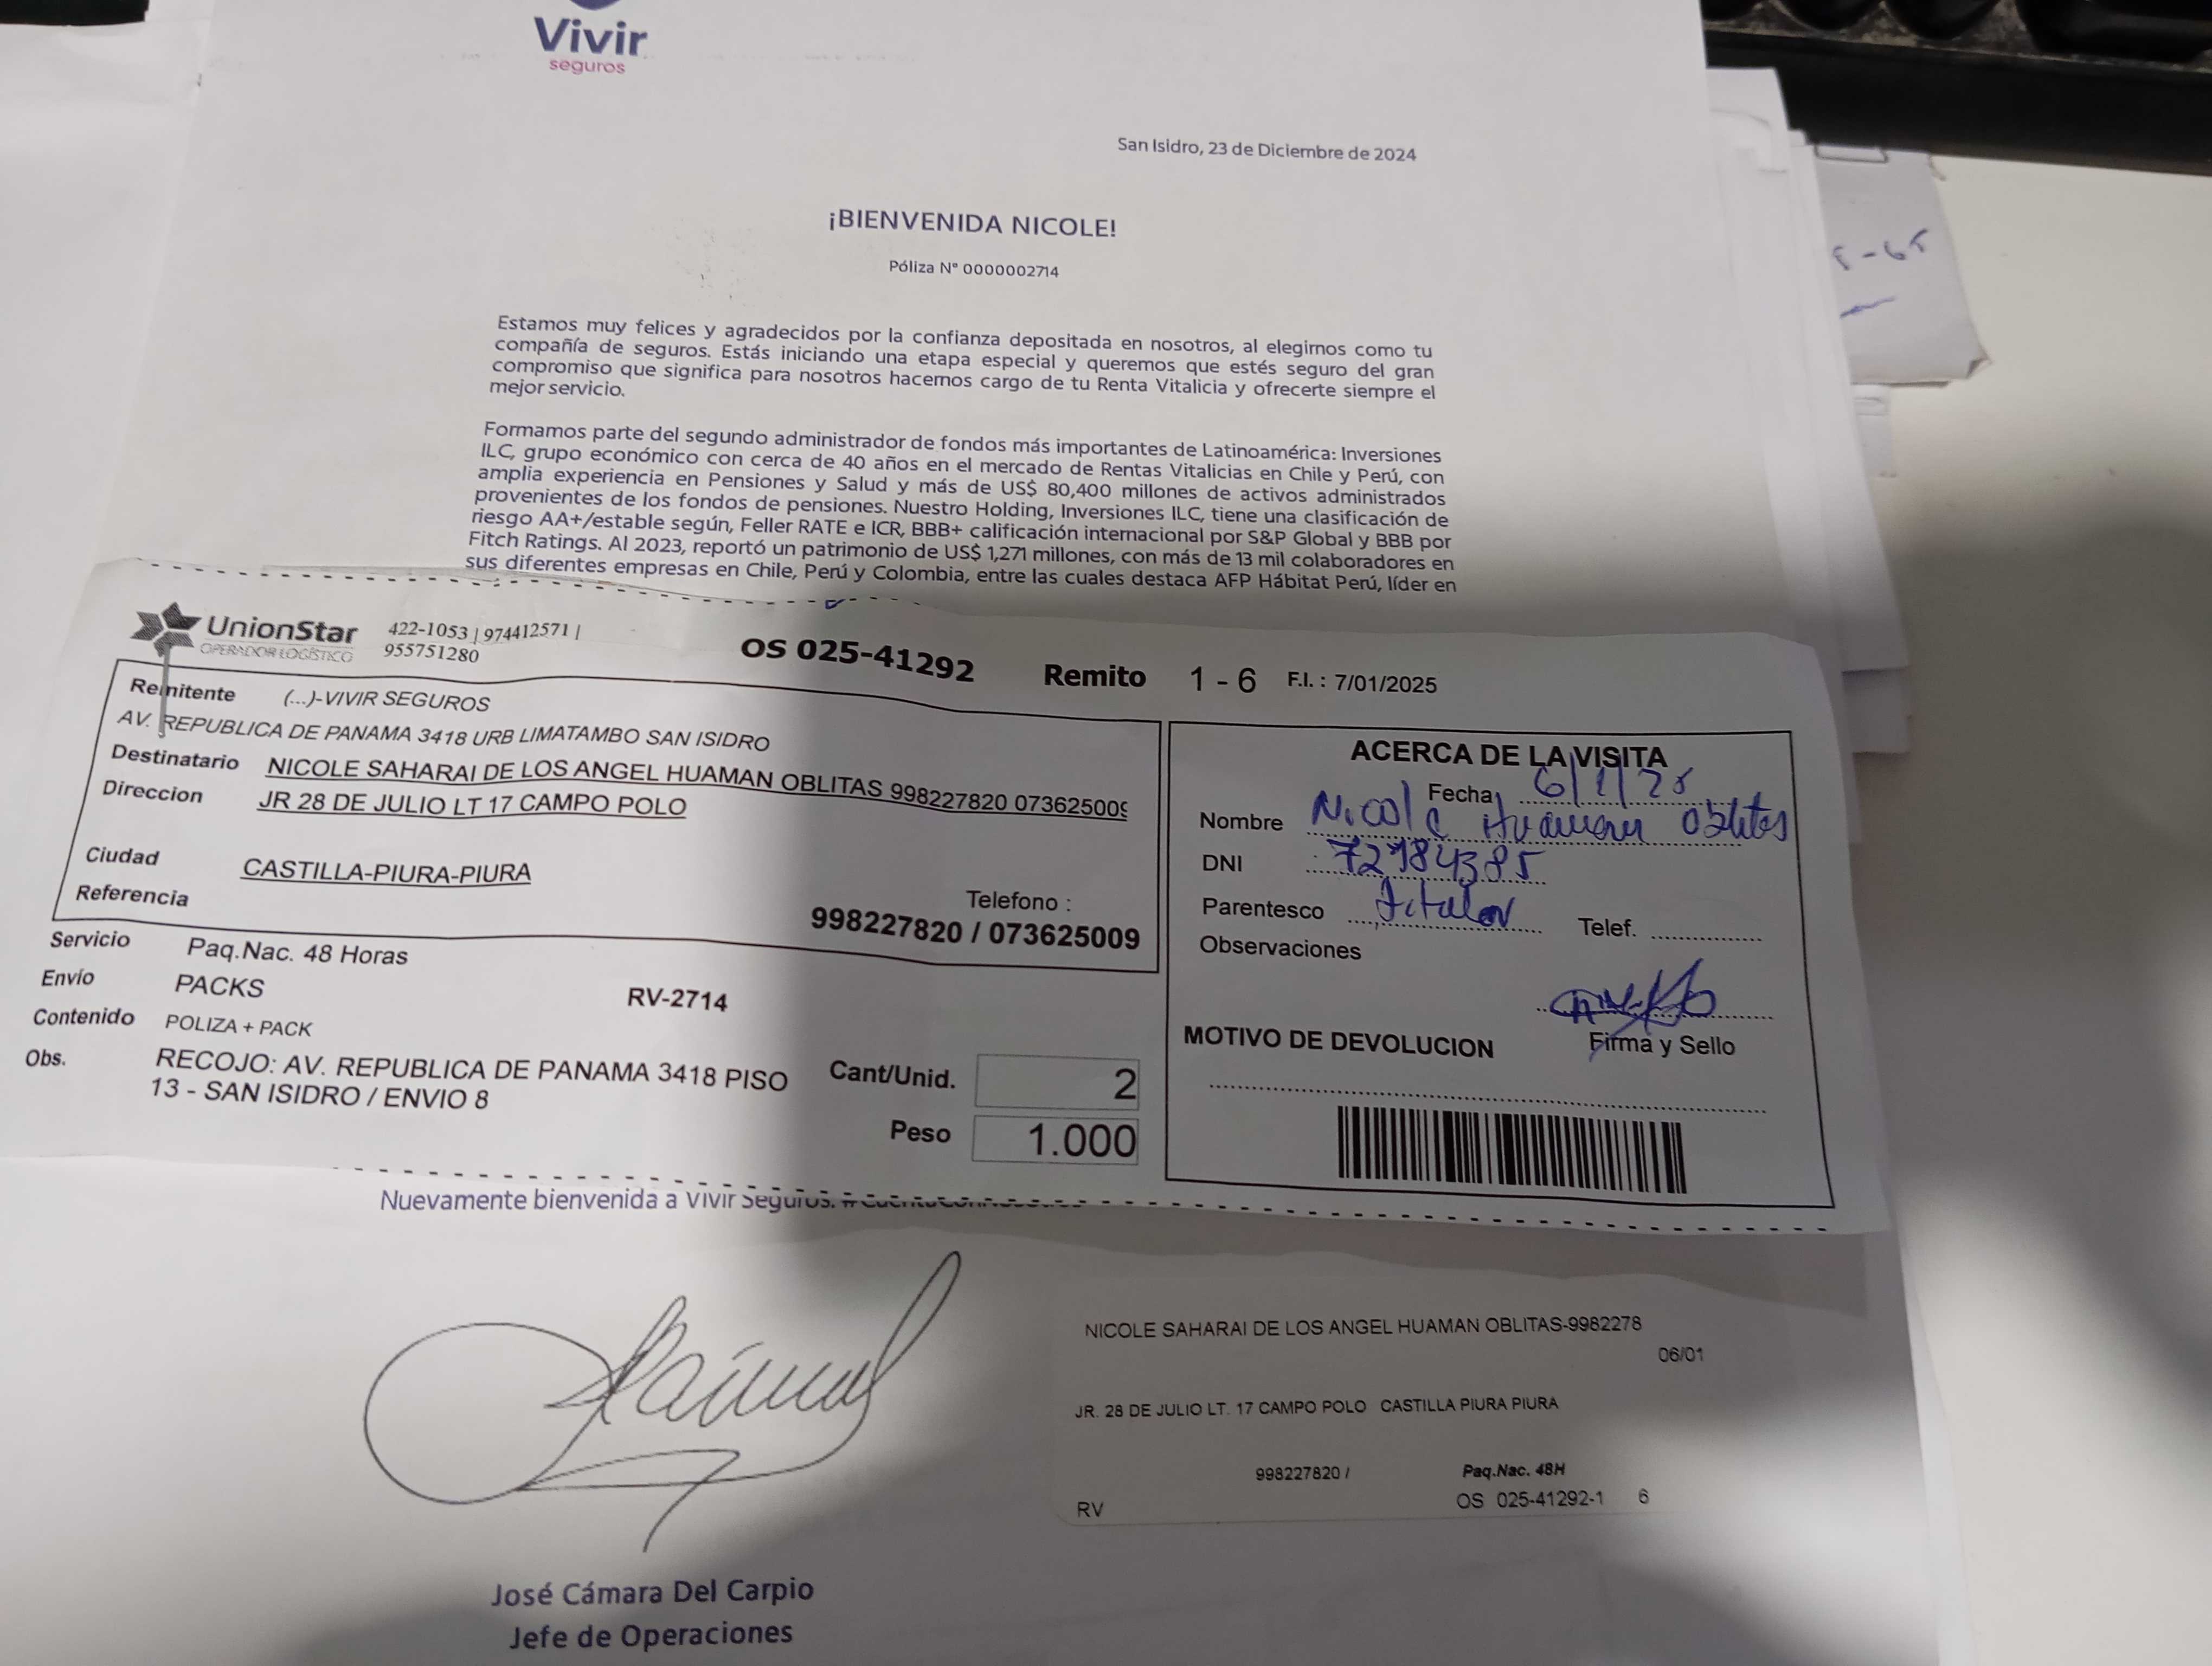 Vivir
seguros
San Isidro, 23 de Diciembre de 2024
¡BIENVENIDA NICOLE!
Póliza N° 0000002714
Estamos muy felices y agradecidos por la confianza depositada en nosotros, al elegirnos como tu
compañía de seguros. Estás iniciando una etapa especial y queremos que estés seguro del gran
compromiso que significa para nosotros hacernos cargo de tu Renta Vitalicia y ofrecerte siempre el
mejor servicio.
Formamos parte del segundo administrador de fondos más importantes de Latinoamérica: Inversiones
ILC, grupo económico con cerca de 40 años en el mercado de Rentas Vitalicias en Chile y Perú, con
amplia experiencia en Pensiones y Salud y más de US$ 80,400 millones de activos administrados
provenientes de los fondos de pensiones. Nuestro Holding, Inversiones ILC, tiene una clasificación de
riesgo AA+/estable según, Feller RATE e ICR, BBB+ calificación internacional por S&P Global y BBB por
Fitch Ratings. Al 2023, reportó un patrimonio de US$ 1,271 millones, con más de 13 mil colaboradores en
sus diferentes empresas en Chile, Perú y Colombia, entre las cuales destaca AFP Hábitat Perú, líder en
UnionStar
OPERADOR LOGÍSTICO
422-1053 | 974412571 |
955751280
OS 025-41292 Remito 1 - 6 F.I. : 7/01/2025
Remitente (...)-VIVIR SEGUROS
AV. REPUBLICA DE PANAMA 3418 URB LIMATAMBO SAN ISIDRO
Destinatario NICOLE SAHARAI DE LOS ANGEL HUAMAN OBLITAS 998227820 073625009
Direccion JR 28 DE JULIO LT 17 CAMPO POLO
Ciudad CASTILLA-PIURA-PIURA
Referencia
Telefono :
998227820 / 073625009
Servicio Paq.Nac. 48 Horas
Envío PACKS RV-2714
Contenido POLIZA + PACK
Obs. RECOJO: AV. REPUBLICA DE PANAMA 3418 PISO
13 - SAN ISIDRO / ENVIO 8
Cant/Unid. 2
Peso 1.000
ACERCA DE LA VISITA
Fecha 6/1/25
Nombre Nicole Huaman Oblitas
DNI : 72984385
Parentesco Titular Telef.
Observaciones
Firma y Sello
MOTIVO DE DEVOLUCION
Nuevamente bienvenida a Vivir Seguros.
NICOLE SAHARAI DE LOS ANGEL HUAMAN OBLITAS-9982278
06/01
JR. 28 DE JULIO LT. 17 CAMPO POLO CASTILLA PIURA PIURA
998227820 / Paq.Nac. 48H
RV OS 025-41292-1 6
José Cámara Del Carpio
Jefe de Operaciones